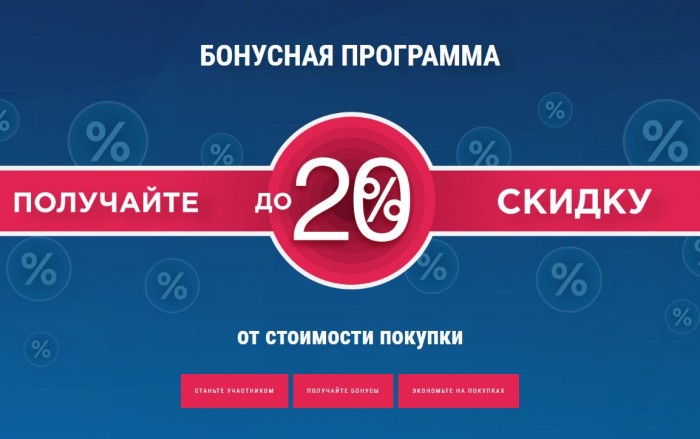 БОНУСНАЯ ПРОГРАММА
ПОЛУЧАЙТЕ ДО 20% СКИДКУ
от стоимости покупки
СТАНЬТЕ УЧАСТНИКОМ ПОЛУЧАЙТЕ БОНУСЫ ЭКОНОМЬТЕ НА ПОКУПКАХ